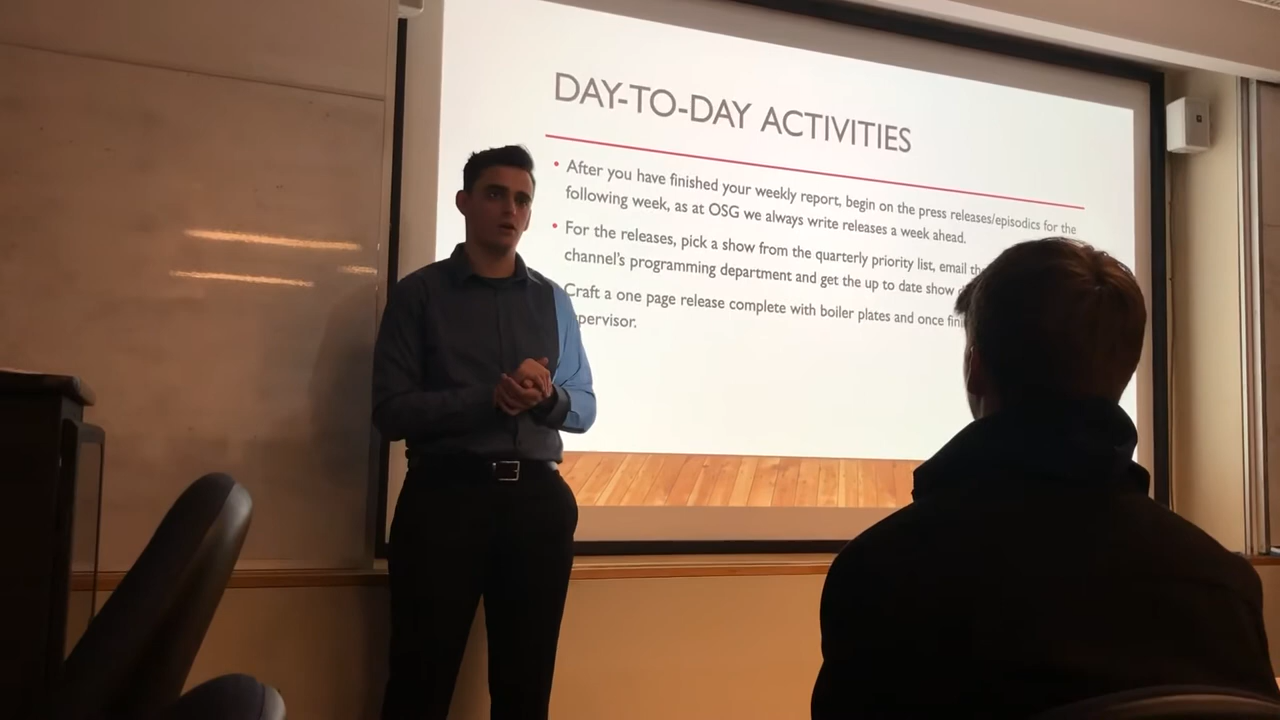 DAY-TO-DAY ACTIVITIES
• After you have finished your weekly report, begin on the press releases/episodics for the
following week, as at OSG we always write releases a week ahead.
• For the releases, pick a show from the quarterly priority list, email
channel's programming department and get the up to date show
Craft a one page release complete with boiler plates and once